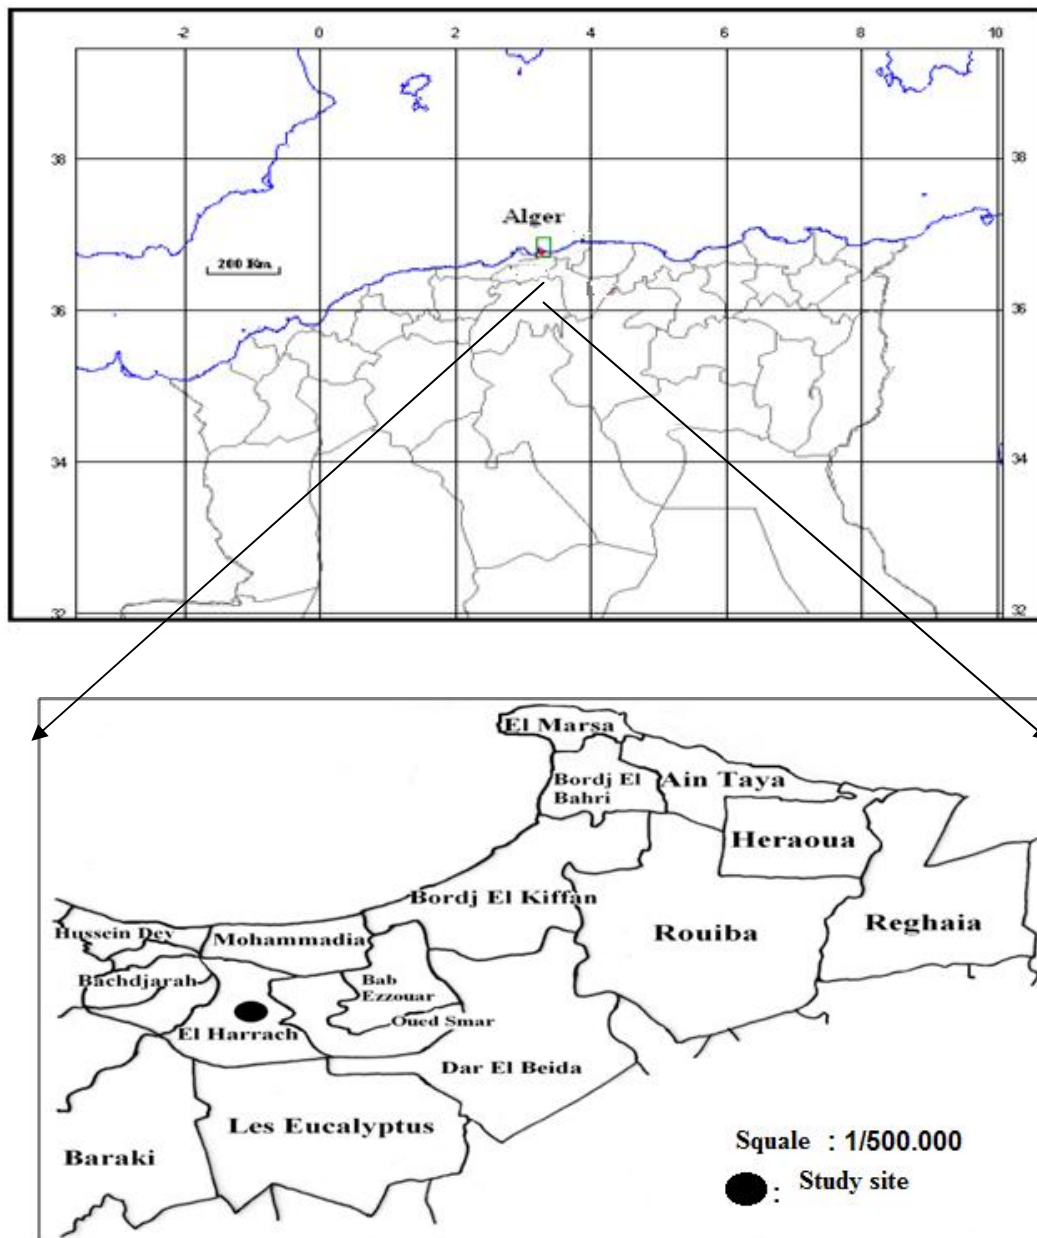 -2 0 2 4 6 8 10
38 38
Alger
200 Km
36 36
34 34
32 32
El Marsa
Bordj El
Bahri
Ain Taya
Heraoua
Bordj El Kiffan
Rouiba
Reghaia
Hussein Dey
Mohammadia
Bachdjarah
Bab
Ezzouar
Oued Smar
El Harrach
Dar El Beida
Les Eucalyptus
Baraki
Squale : 1/500.000
: Study site